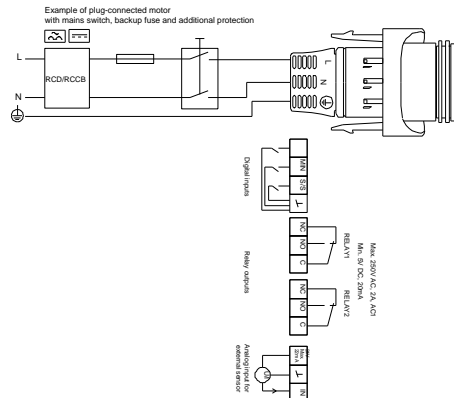 Example of plug-connected motor
with mains switch, backup fuse and additional protection
L
RCD/RCCB
N
L
N
Digital inputs
MIN
S/S
Relay outputs
NC
NO
C
RELAY1
NC
NO
C
RELAY2
Max. 250V AC, 2A, AC1
Min. 5V DC, 20mA
Analog input for
external sensor
Max
IN